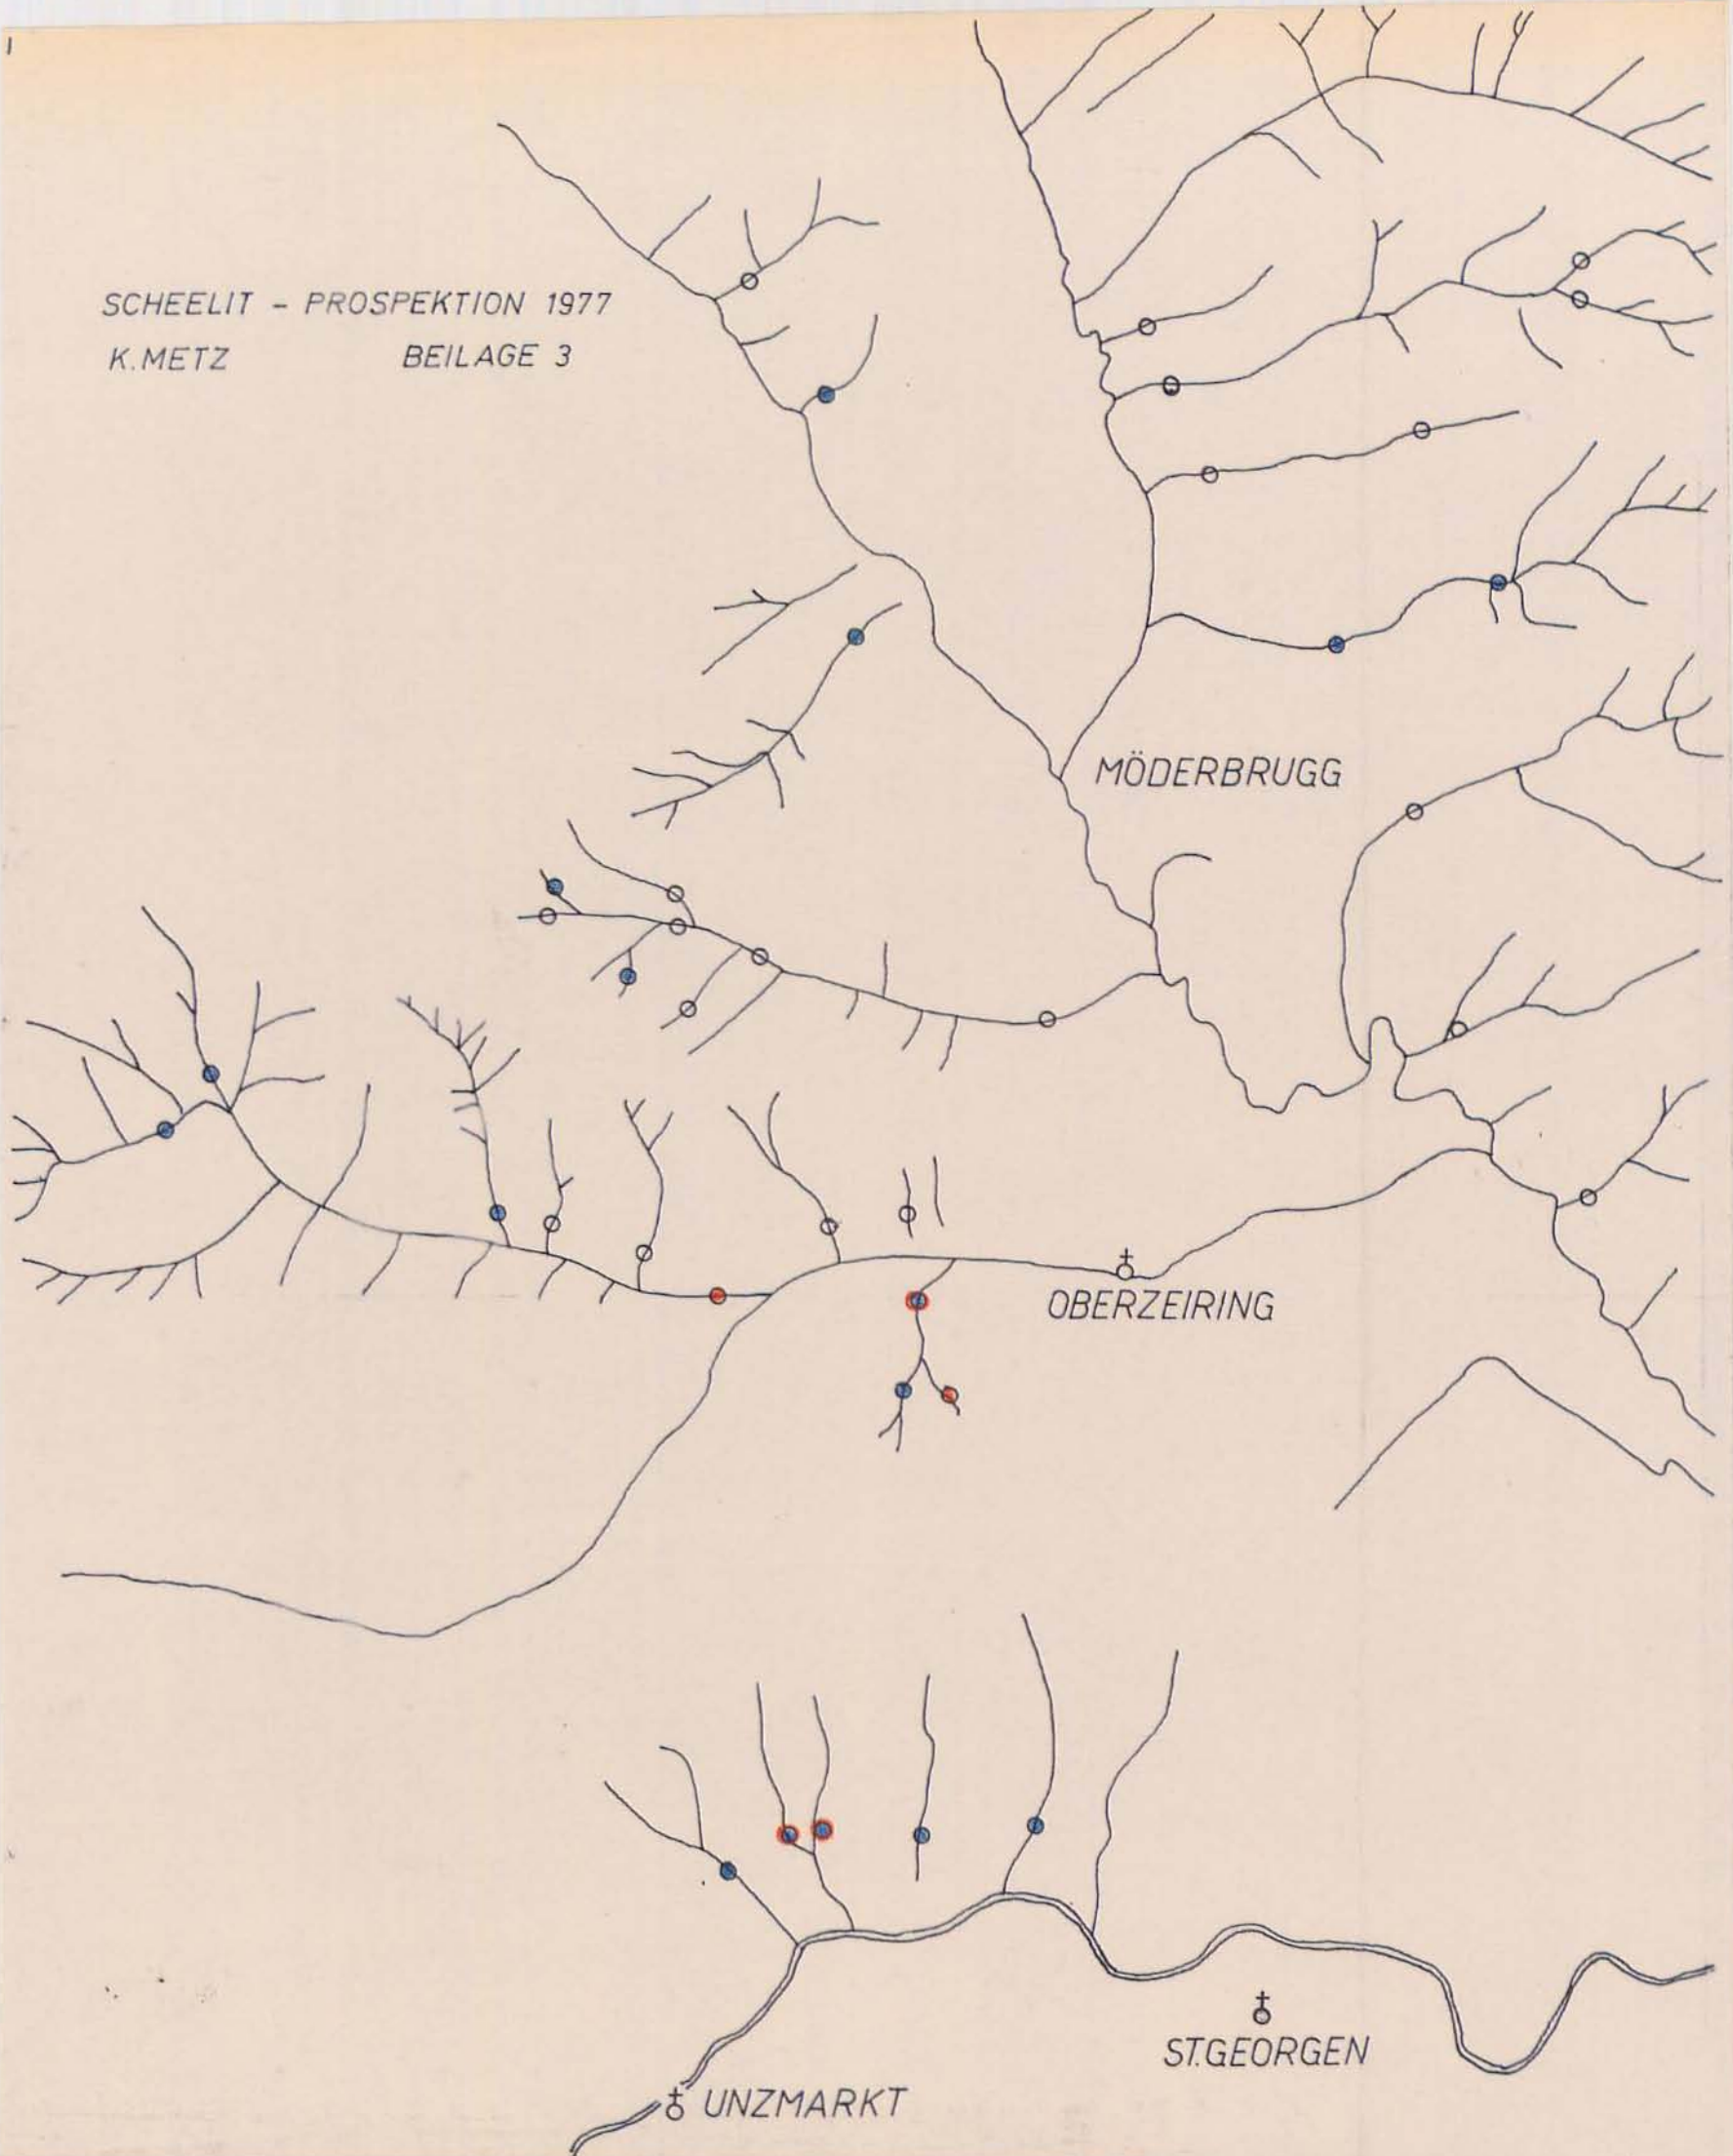 SCHEELIT – PROSPEKTION 1977
K. METZ BEILAGE 3
MÖDERBRUGG
OBERZEIRING
ST.GEORGEN
UNZMARKT